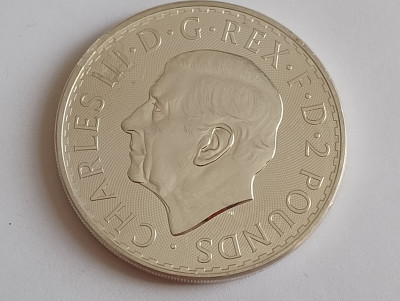 · CHARLES III · D · G · REX · F · D · 2 POUNDS